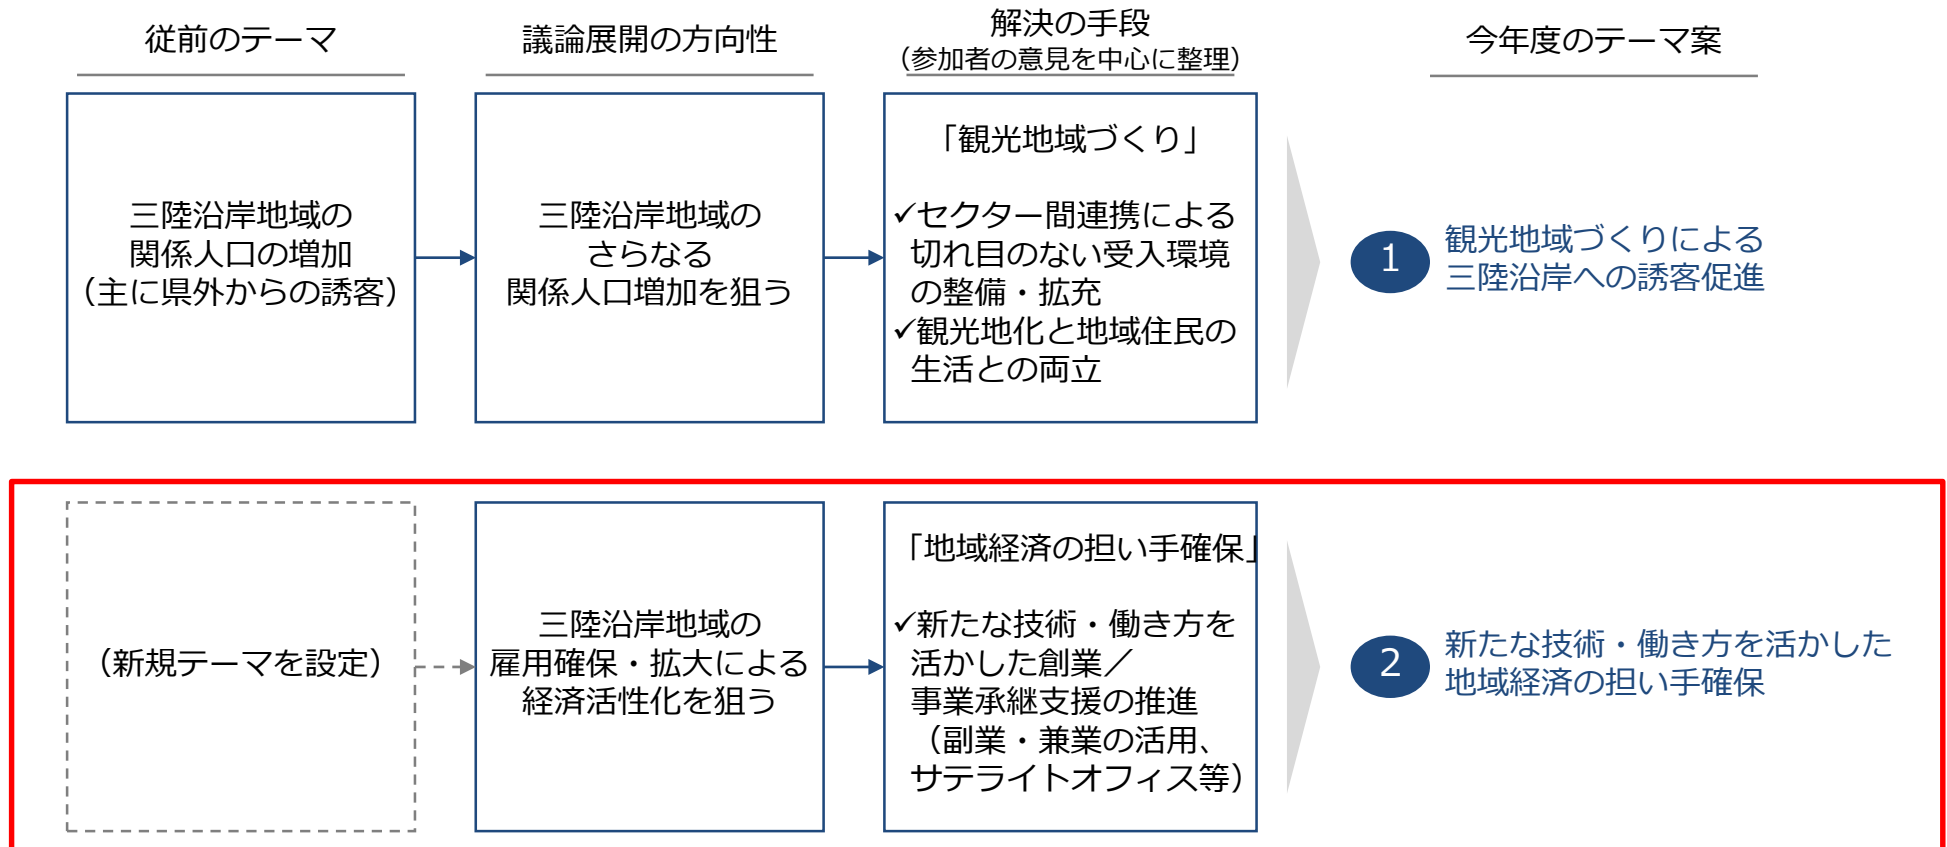 従前のテーマ
議論展開の方向性
解決の手段
（参加者の意見を中心に整理）
今年度のテーマ案
三陸沿岸地域の
関係人口の増加
（主に県外からの誘客）
三陸沿岸地域の
さらなる
関係人口増加を狙う
「観光地域づくり」
✓セクター間連携による
切れ目のない受入環境
の整備・拡充
✓観光地化と地域住民の
生活との両立
1
観光地域づくりによる
三陸沿岸への誘客促進
（新規テーマを設定）
三陸沿岸地域の
雇用確保・拡大による
経済活性化を狙う
「地域経済の担い手確保」
✓新たな技術・働き方を
活かした創業／
事業承継支援の推進
（副業・兼業の活用、
サテライトオフィス等）
2
新たな技術・働き方を活かした
地域経済の担い手確保